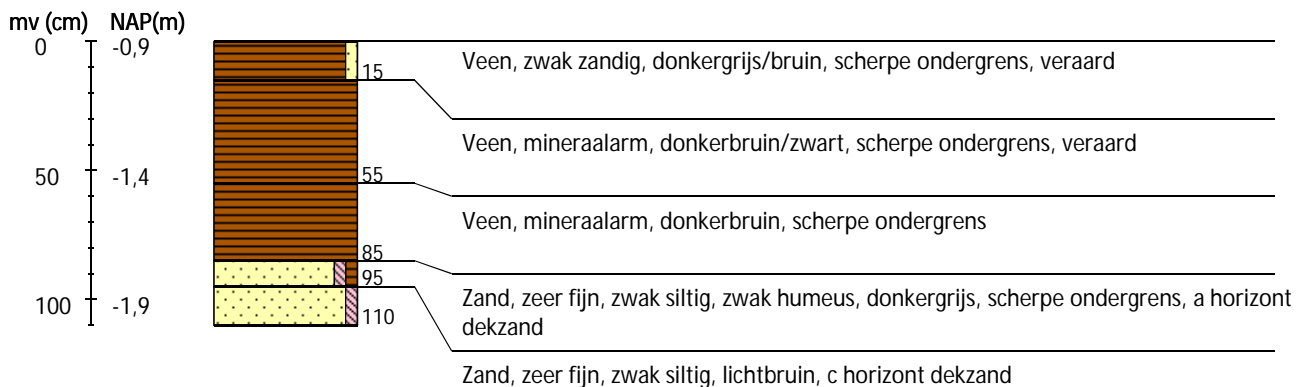 mv (cm) NAP(m)
0 -0,9
Veen, zwak zandig, donkergrijs/bruin, scherpe ondergrens, veraard
15
Veen, mineraalarm, donkerbruin/zwart, scherpe ondergrens, veraard
50 -1,4
55
Veen, mineraalarm, donkerbruin, scherpe ondergrens
85
95
Zand, zeer fijn, zwak siltig, zwak humeus, donkergrijs, scherpe ondergrens, a horizont
dekzand
100 -1,9
110
Zand, zeer fijn, zwak siltig, lichtbruin, c horizont dekzand